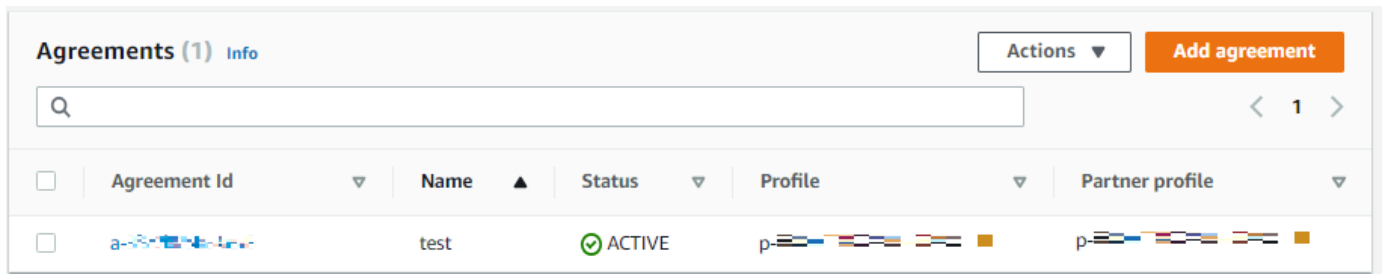 Agreements (1) Info
Actions
Add agreement
1
Agreement Id Name Status Profile Partner profile
test ACTIVE